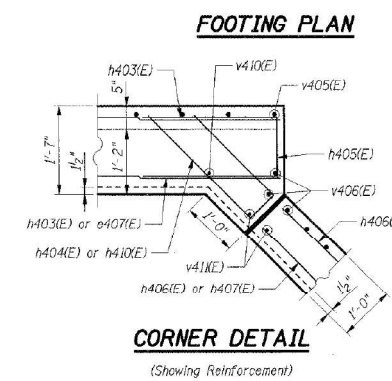 FOOTING PLAN
h403(E)
v410(E)
v405(E)
5"
h405(E)
1'-7"
1½"
1'-2"
v406(E)
h403(E) or e407(E)
1'-0"
h404(E) or h410(E)
v411(E)
h406(E) or h407(E)
1½"
1'-0"
CORNER DETAIL
(Showing Reinforcement)